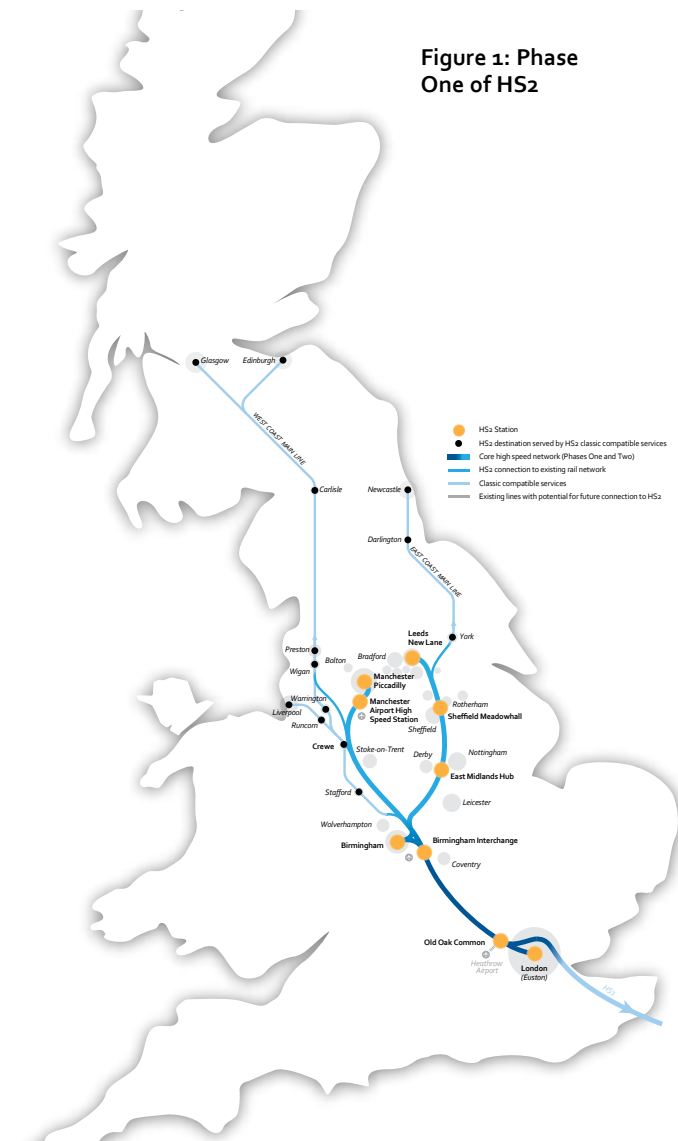 Figure 1: Phase
One of HS2
Glasgow
Edinburgh
WEST COAST MAIN LINE
HS2 Station
HS2 destination served by HS2 classic compatible services
Core high speed network (Phases One and Two)
HS2 connection to existing rail network
Classic compatible services
Existing lines with potential for future connection to HS2
Carlisle
Newcastle
Darlington
EAST COAST MAIN LINE
Leeds
New Lane
York
Preston
Bolton
Bradford
Wigan
Manchester
Piccadilly
Warrington
Manchester
Airport High
Speed Station
Rotherham
Liverpool
Sheffield Meadowhall
Runcorn
Sheffield
Crewe
Stoke-on-Trent
Derby
Nottingham
East Midlands Hub
Stafford
Leicester
Wolverhampton
Birmingham
Birmingham Interchange
Coventry
Old Oak Common
Heathrow
Airport
London
(Euston)
HS1